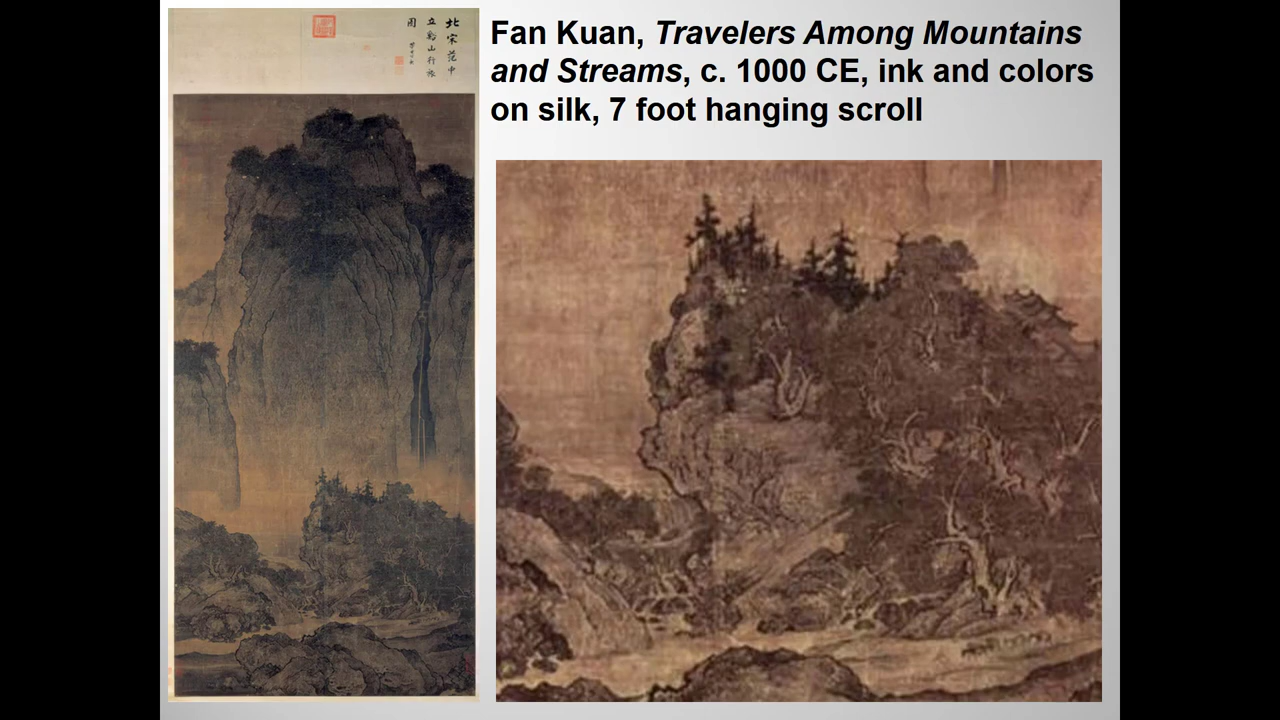 北宋范中
立谿山行旅
圖
Fan Kuan, Travelers Among Mountains
and Streams, c. 1000 CE, ink and colors
on silk, 7 foot hanging scroll